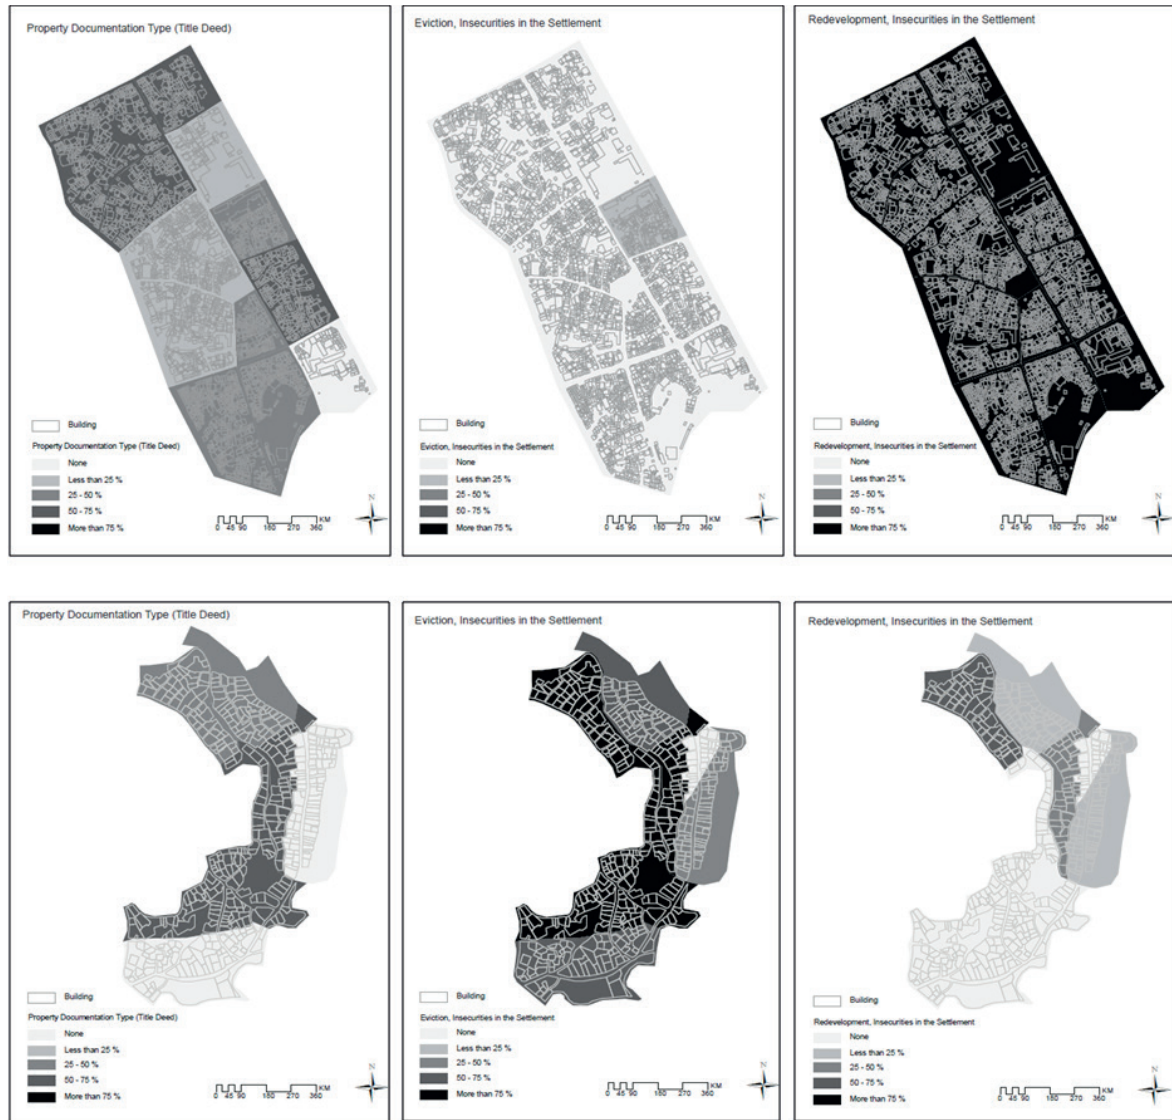 Property Documentation Type (Title Deed)
Building
Property Documentation Type (Title Deed)
None
Less than 25 %
25 - 50 %
50 - 75 %
More than 75 %
KM
0 45 90 180 270 360
N
Eviction, Insecurities in the Settlement
Building
Eviction, Insecurities in the Settlement
None
Less than 25 %
25 - 50 %
50 - 75 %
More than 75 %
KM
0 45 90 180 270 360
N
Redevelopment, Insecurities in the Settlement
Building
Redevelopment, Insecurities in the Settlement
None
Less than 25 %
25 - 50 %
50 - 75 %
More than 75 %
KM
0 45 90 180 270 360
N
Property Documentation Type (Title Deed)
Building
Property Documentation Type (Title Deed)
None
Less than 25 %
25 - 50 %
50 - 75 %
More than 75 %
KM
0 45 90 180 270 360
N
Eviction, Insecurities in the Settlement
Building
Eviction, Insecurities in the Settlement
None
Less than 25 %
25 - 50 %
50 - 75 %
More than 75 %
KM
0 45 90 180 270 360
N
Redevelopment, Insecurities in the Settlement
Building
Redevelopment, Insecurities in the Settlement
None
Less than 25 %
25 - 50 %
50 - 75 %
More than 75 %
KM
0 45 90 180 270 360
N